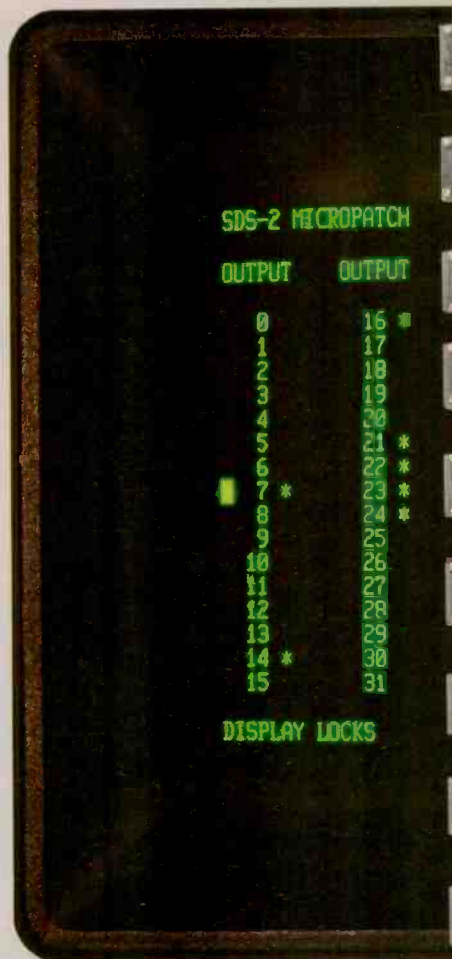 SDS-2 MICROPATCH
OUTPUT OUTPUT
0 16 *
1 17
2 18
3 19
4 20
5 21 *
6 22 *
7 * 23 *
8 24 *
9 25
10 26
11 27
12 28
13 29
14 * 30
15 31
DISPLAY LOCKS